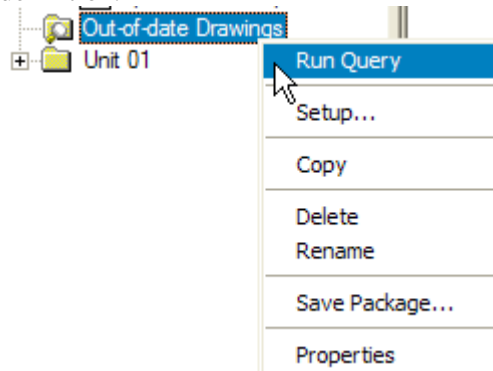 Out-of-date Drawings
Unit 01
Run Query
Setup...
Copy
Delete
Rename
Save Package...
Properties